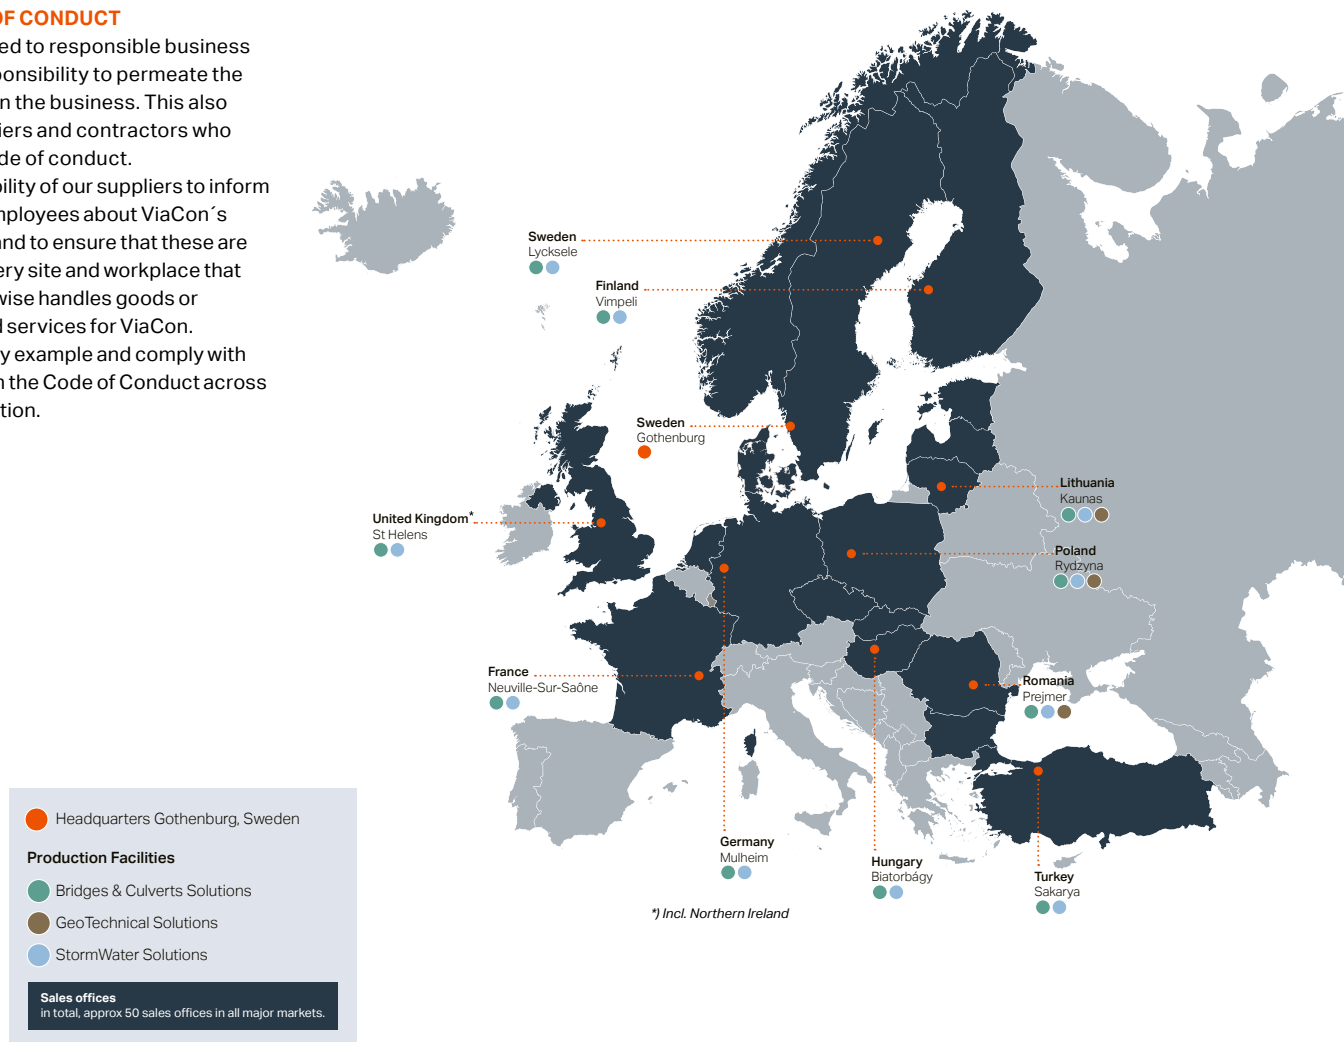 OF CONDUCT
ed to responsible business
ponsibility to permeate the
n the business. This also
iers and contractors who
de of conduct.
bility of our suppliers to inform
mployees about ViaCon´s
and to ensure that these are
ery site and workplace that
wise handles goods or
d services for ViaCon.
y example and comply with
n the Code of Conduct across
tion.
Sweden
Lycksele
Finland
Vimpeli
Sweden
Gothenburg
United Kingdom*
St Helens
Lithuania
Kaunas
Poland
Rydzyna
France
Neuville-Sur-Saône
Romania
Prejmer
Germany
Mulheim
Hungary
Biatorbágy
Turkey
Sakarya
*) Incl. Northern Ireland
Headquarters Gothenburg, Sweden
Production Facilities
Bridges & Culverts Solutions
GeoTechnical Solutions
StormWater Solutions
Sales offices
in total, approx 50 sales offices in all major markets.